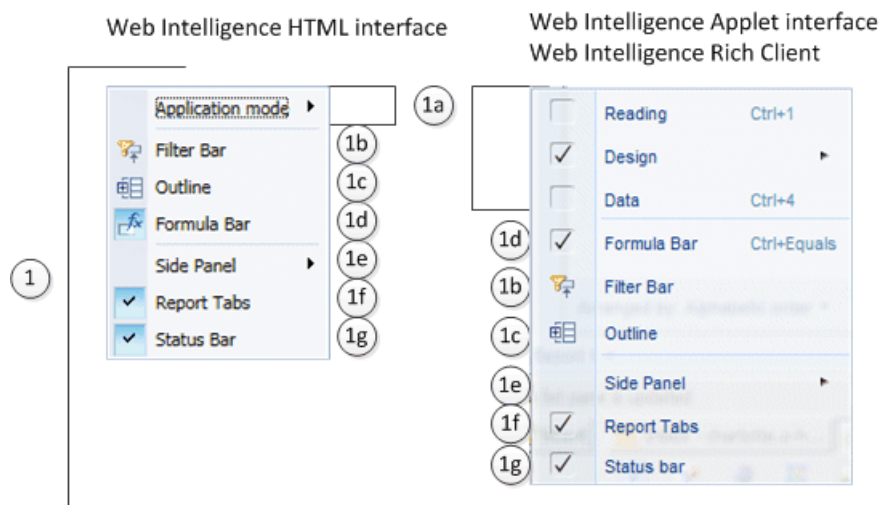 Web Intelligence HTML interface
Web Intelligence Applet interface
Web Intelligence Rich Client
1
Application mode
1a
Filter Bar
1b
Outline
1c
Formula Bar
1d
Side Panel
1e
Report Tabs
1f
Status Bar
1g
Reading Ctrl+1
Design
Data Ctrl+4
1d
Formula Bar Ctrl+Equals
1b
Filter Bar
1c
Outline
1e
Side Panel
1f
Report Tabs
1g
Status bar